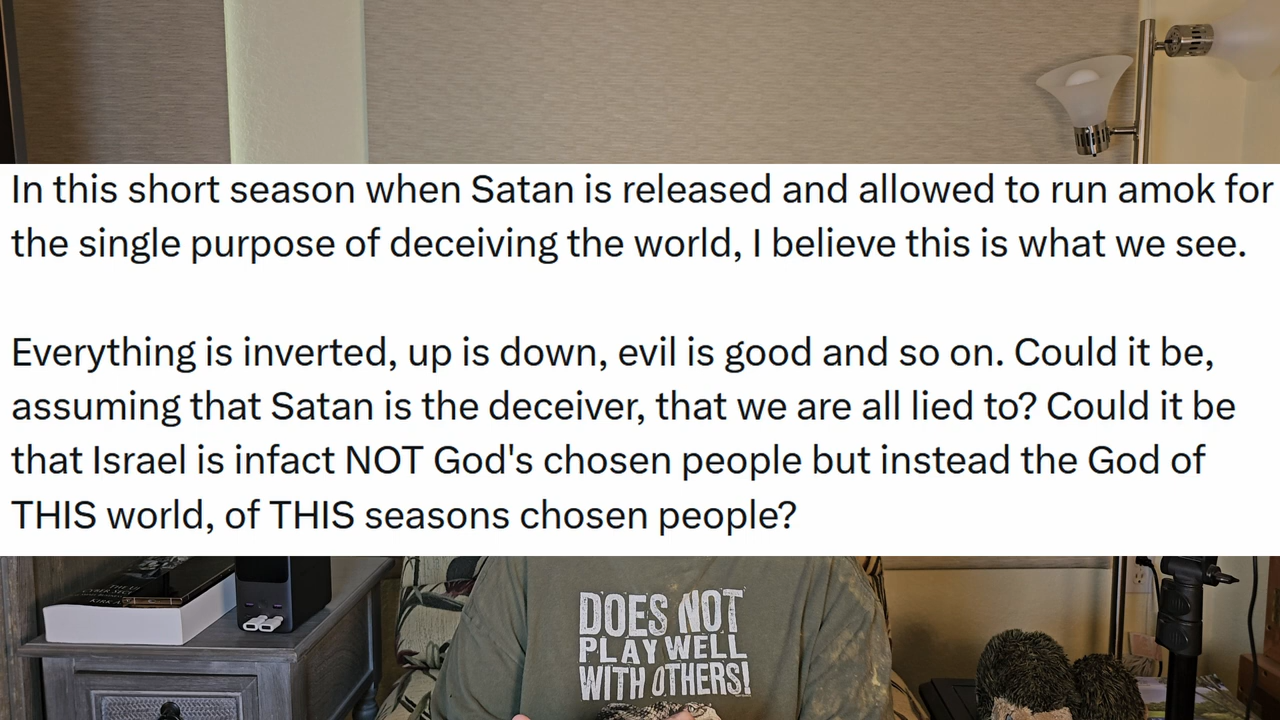 In this short season when Satan is released and allowed to run amok for
the single purpose of deceiving the world, I believe this is what we see.
Everything is inverted, up is down, evil is good and so on. Could it be,
assuming that Satan is the deceiver, that we are all lied to? Could it be
that Israel is infact NOT God's chosen people but instead the God of
THIS world, of THIS seasons chosen people?
DOES NOT
PLAY WELL
WITH OTHERS!